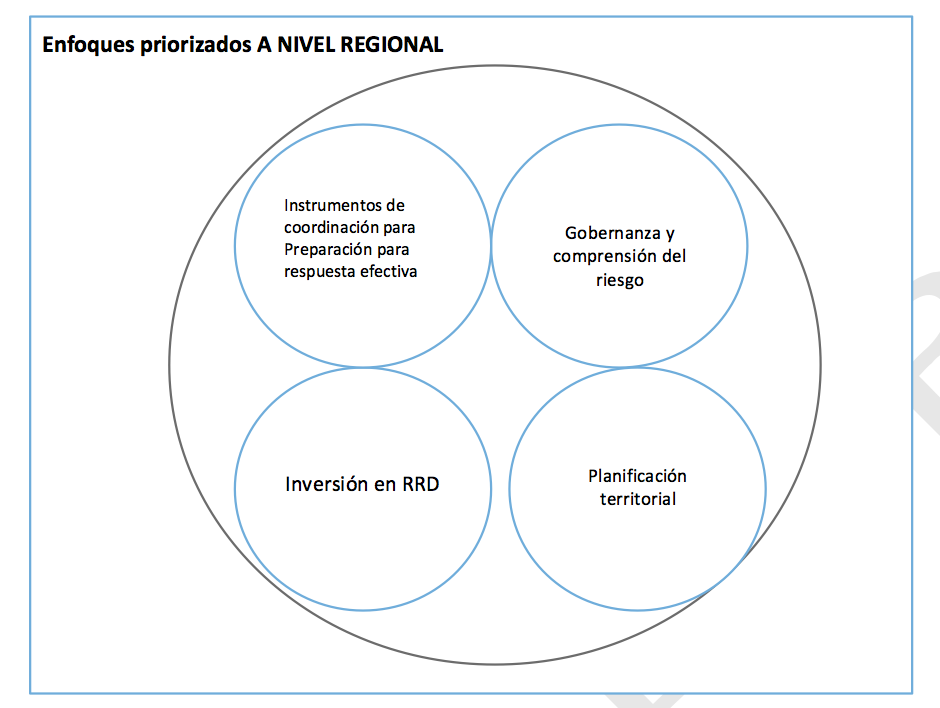 Enfoques priorizados A NIVEL REGIONAL
Instrumentos de
coordinación para
Preparación para
respuesta efectiva
Gobernanza y
comprensión del
riesgo
Inversión en RRD
Planificación
territorial